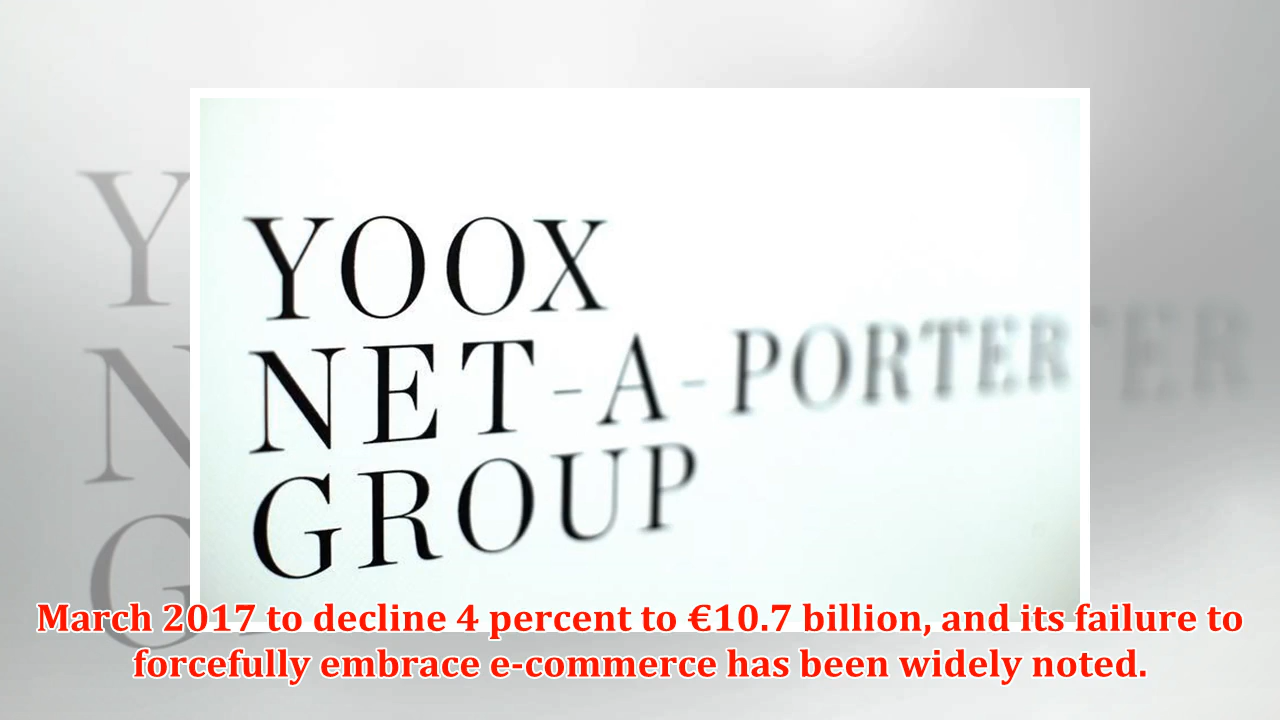 YOOX
NET-A-PORTER
GROUP
March 2017 to decline 4 percent to €10.7 billion, and its failure to
forcefully embrace e-commerce has been widely noted.